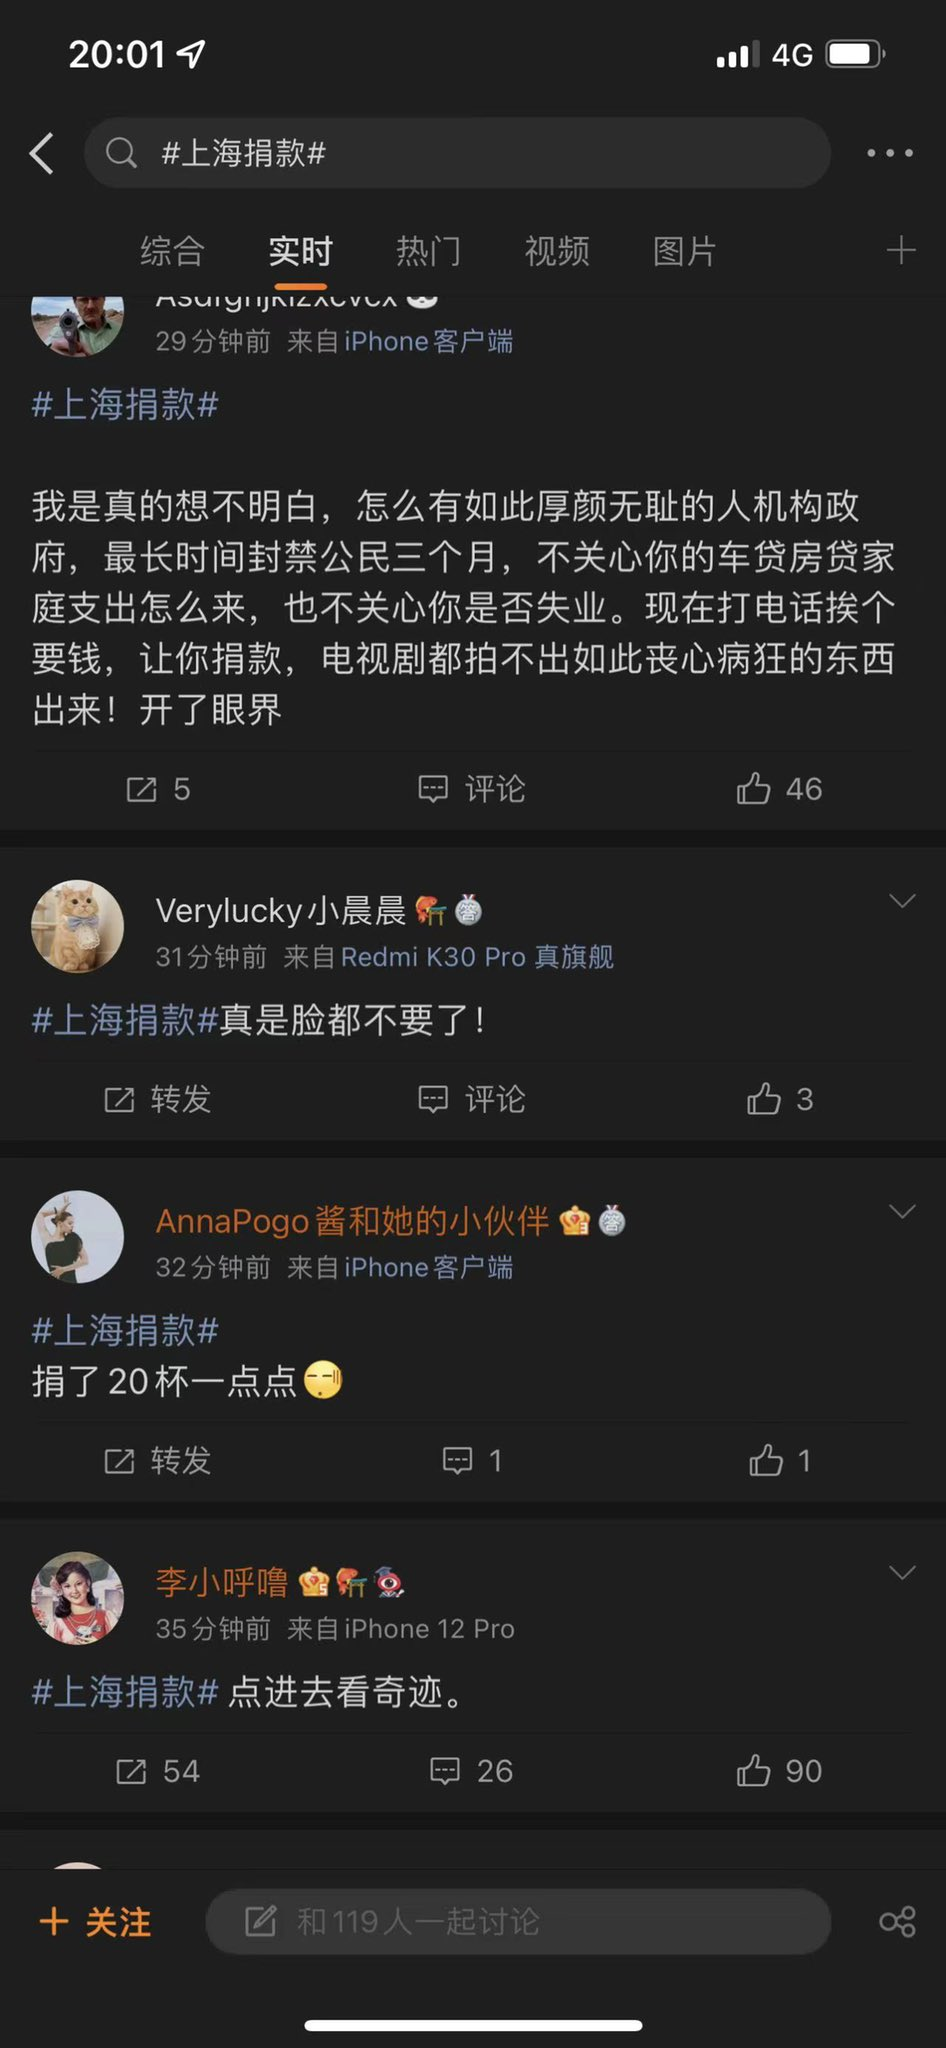 20:01 4G
#上海捐款#
综合 实时 热门 视频 图片
29分钟前 来自iPhone客户端
#上海捐款#
我是真的想不明白，怎么有如此厚颜无耻的人机构政
府，最长时间封禁公民三个月，不关心你的车贷房贷家
庭支出怎么来，也不关心你是否失业。现在打电话挨个
要钱，让你捐款，电视剧都拍不出如此丧心病狂的东西
出来！开了眼界
5 评论 46
Verylucky小晨晨
31分钟前 来自Redmi K30 Pro 真旗舰
#上海捐款#真是脸都不要了！
转发 评论 3
AnnaPogo酱和她的小伙伴
32分钟前 来自iPhone客户端
#上海捐款#
捐了20杯一点点
转发 1 1
李小呼噜
35分钟前 来自iPhone 12 Pro
#上海捐款# 点进去看奇迹。
54 26 90
+ 关注 和119人一起讨论